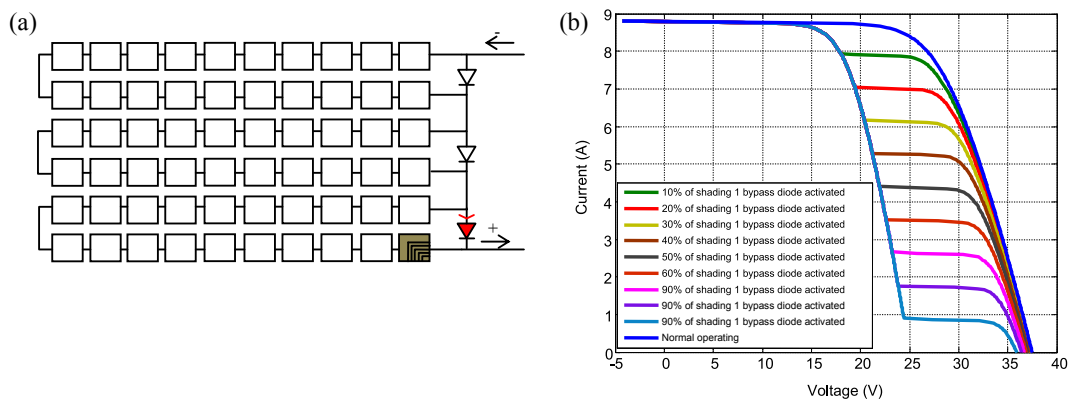 (a)
-
+
(b)
9
8
7
6
5
4
3
2
1
0
Current (A)
10% of shading 1 bypass diode activated
20% of shading 1 bypass diode activated
30% of shading 1 bypass diode activated
40% of shading 1 bypass diode activated
50% of shading 1 bypass diode activated
60% of shading 1 bypass diode activated
90% of shading 1 bypass diode activated
90% of shading 1 bypass diode activated
90% of shading 1 bypass diode activated
Normal operating
-5 0 5 10 15 20 25 30 35 40
Voltage (V)